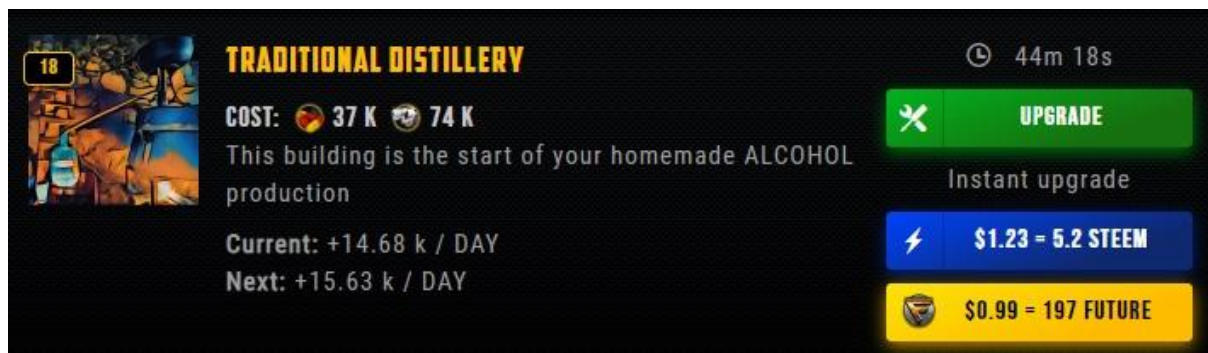 18
TRADITIONAL DISTILLERY
COST: 37 K 74 K
This building is the start of your homemade ALCOHOL
production
Current: +14.68 k / DAY
Next: +15.63 k / DAY
44m 18s
UPGRADE
Instant upgrade
$1.23 = 5.2 STEEM
$0.99 = 197 FUTURE